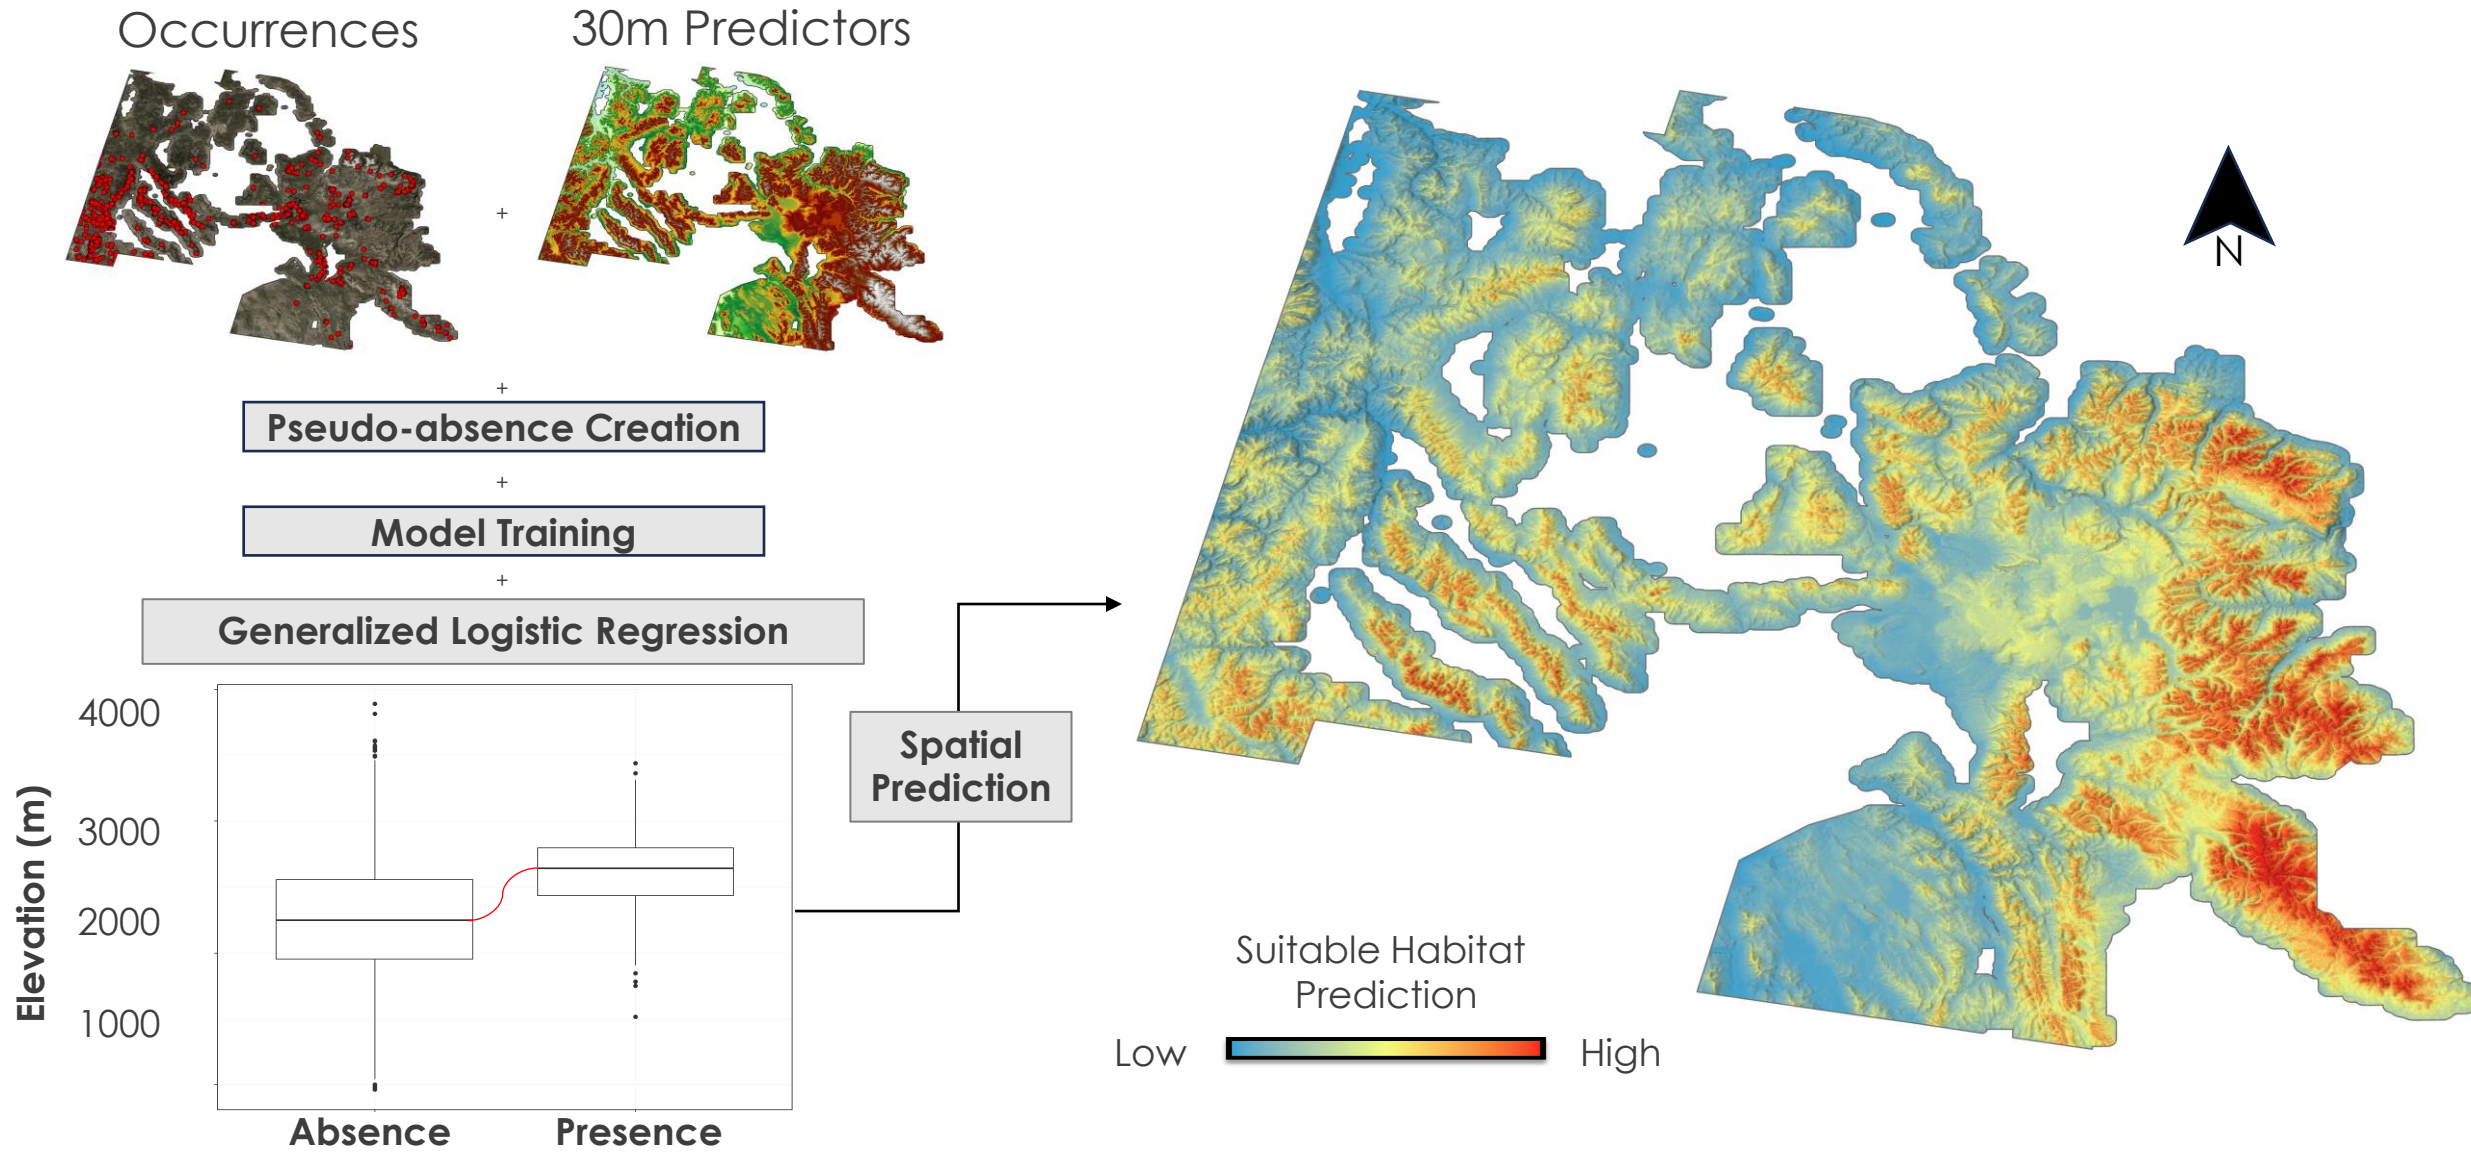 Occurrences
30m Predictors
+
+
Pseudo-absence Creation
+
Model Training
+
Generalized Logistic Regression
Elevation (m)
4000
3000
2000
1000
Absence
Presence
Spatial
Prediction
N
Suitable Habitat
Prediction
Low
High